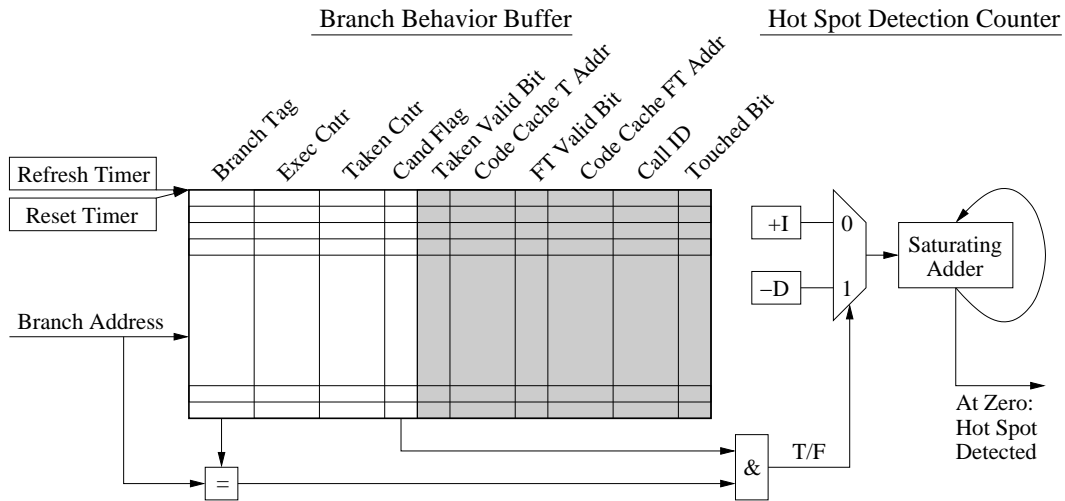 Branch Behavior Buffer
Hot Spot Detection Counter
Branch Tag
Exec Cntr
Taken Cntr
Cand Flag
Taken Valid Bit
Code Cache T Addr
FT Valid Bit
Code Cache FT Addr
Call ID
Touched Bit
Refresh Timer
Reset Timer
+I
0
Saturating
Adder
−D
1
Branch Address
At Zero:
Hot Spot
Detected
T/F
&
=